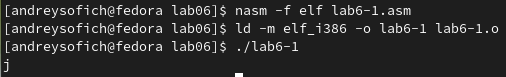 [andreysofich@fedora lab06]$ nasm -f elf lab6-1.asm
[andreysofich@fedora lab06]$ ld -m elf_i386 -o lab6-1 lab6-1.o
[andreysofich@fedora lab06]$ ./lab6-1
j